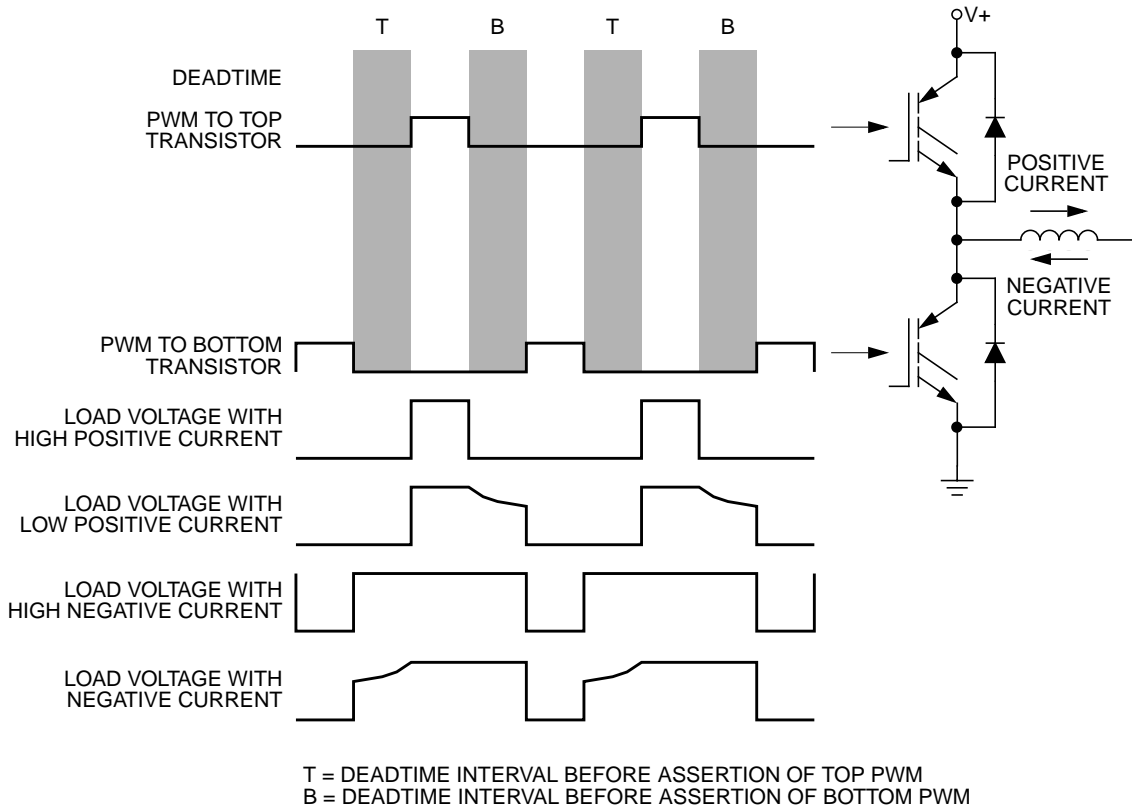 T B T B
V+
DEADTIME
PWM TO TOP
TRANSISTOR
POSITIVE
CURRENT
NEGATIVE
CURRENT
PWM TO BOTTOM
TRANSISTOR
LOAD VOLTAGE WITH
HIGH POSITIVE CURRENT
LOAD VOLTAGE WITH
LOW POSITIVE CURRENT
LOAD VOLTAGE WITH
HIGH NEGATIVE CURRENT
LOAD VOLTAGE WITH
NEGATIVE CURRENT
T = DEADTIME INTERVAL BEFORE ASSERTION OF TOP PWM
B = DEADTIME INTERVAL BEFORE ASSERTION OF BOTTOM PWM